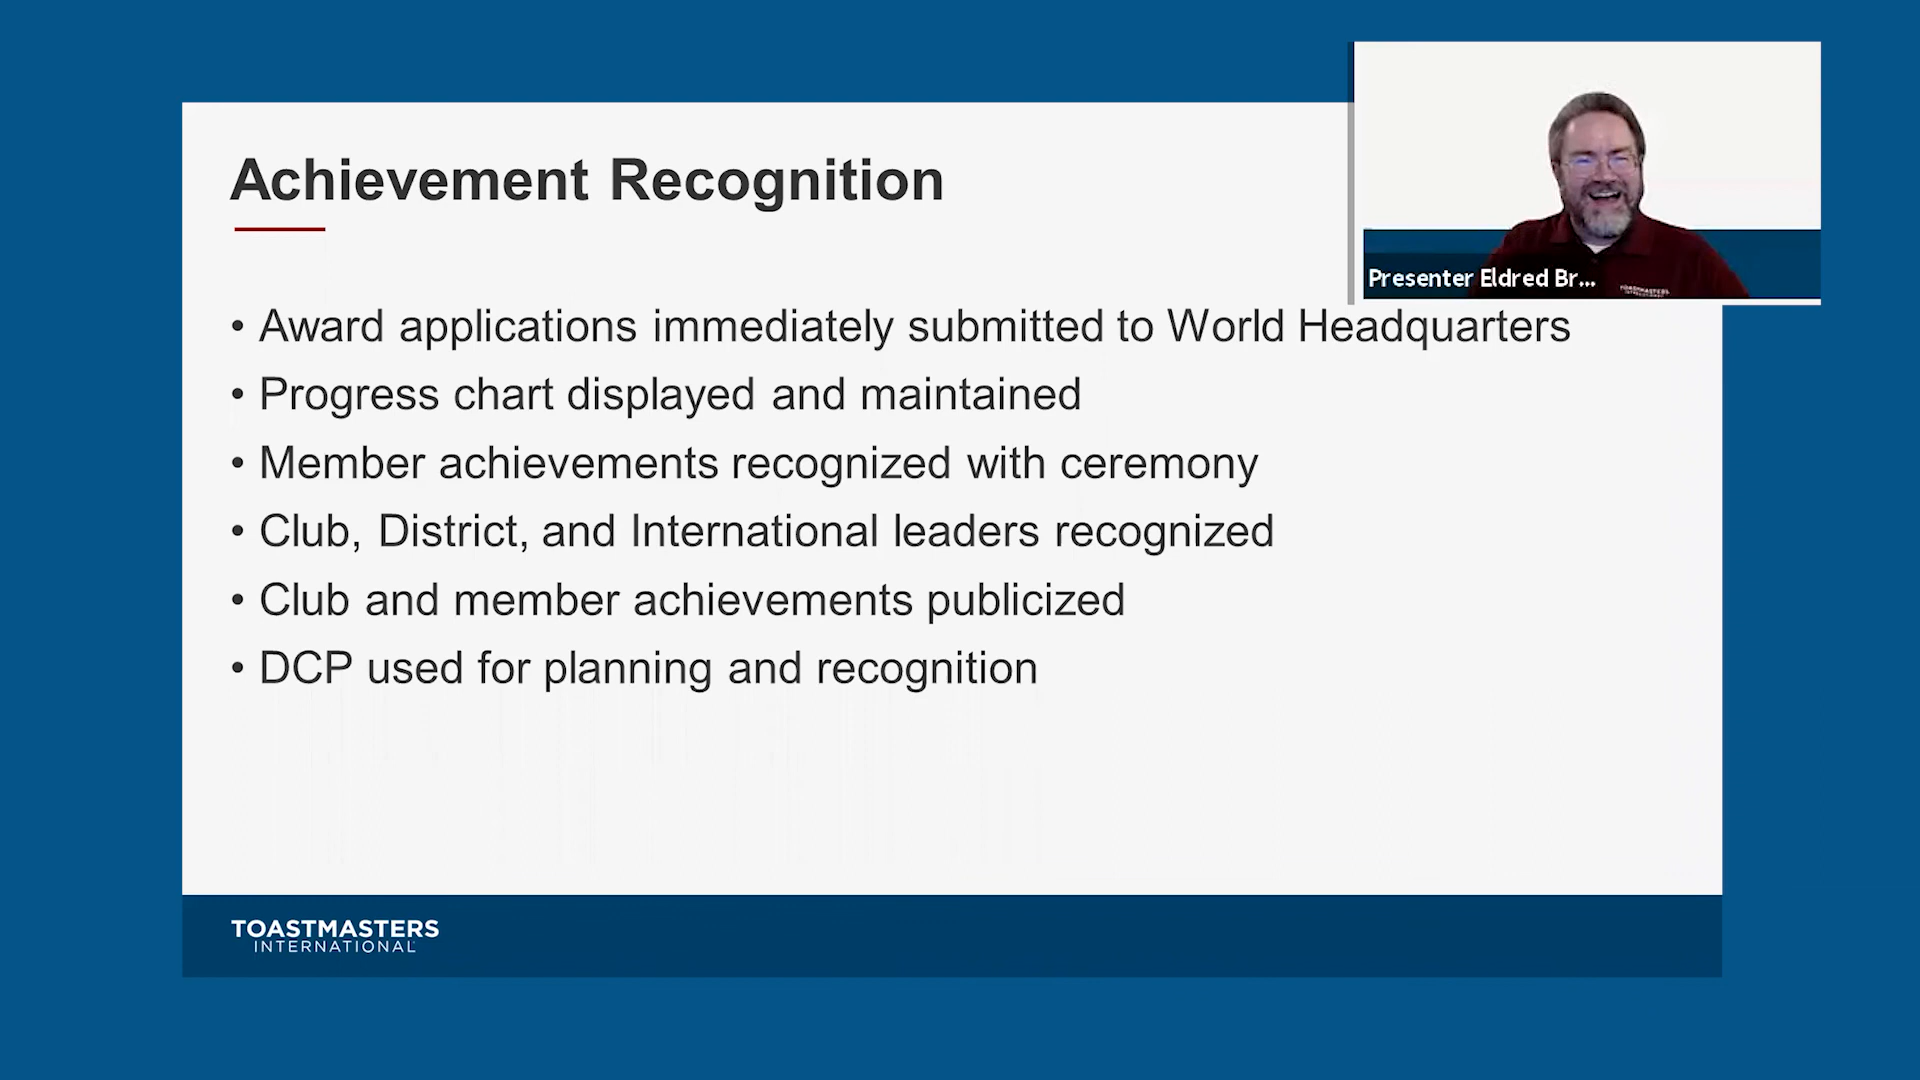 Achievement Recognition
Presenter Eldred Br...
• Award applications immediately submitted to World Headquarters
• Progress chart displayed and maintained
• Member achievements recognized with ceremony
• Club, District, and International leaders recognized
• Club and member achievements publicized
• DCP used for planning and recognition
TOASTMASTERS
INTERNATIONAL
TOASTMASTERS
INTERNATIONAL